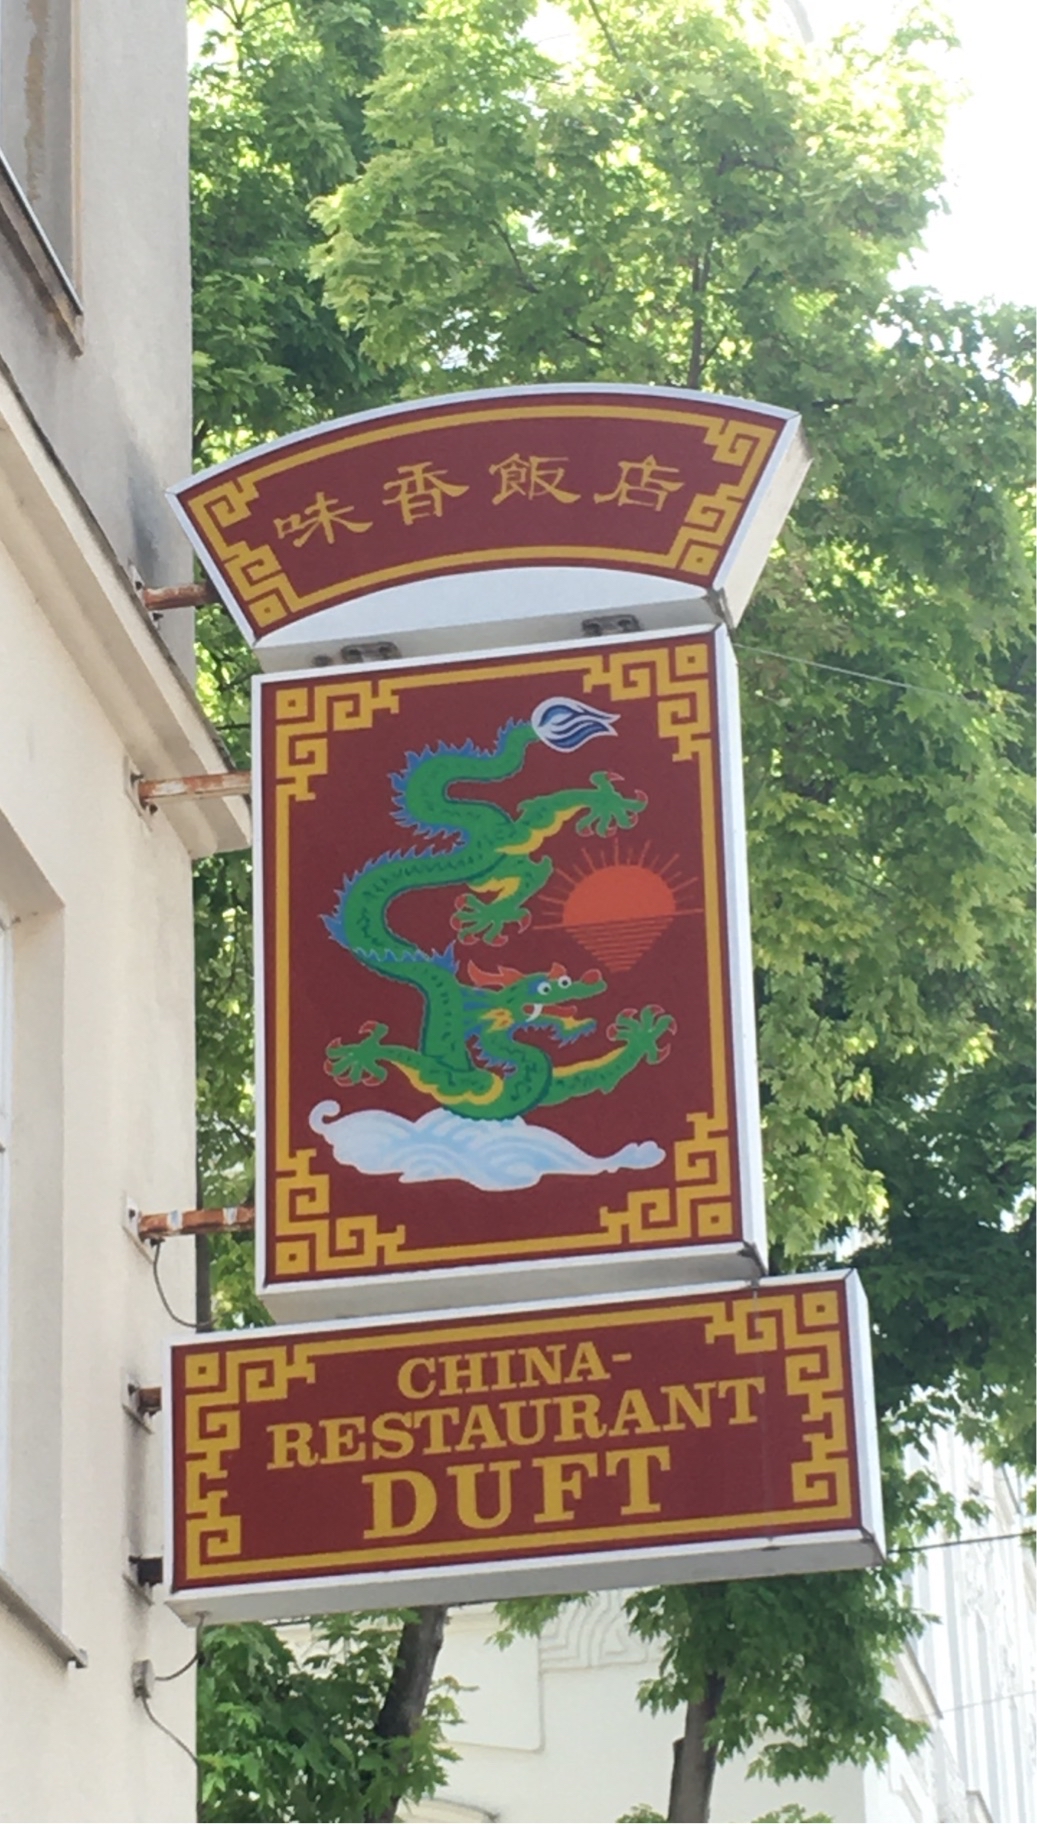 味香飯店
CHINA-
RESTAURANT
DUFT